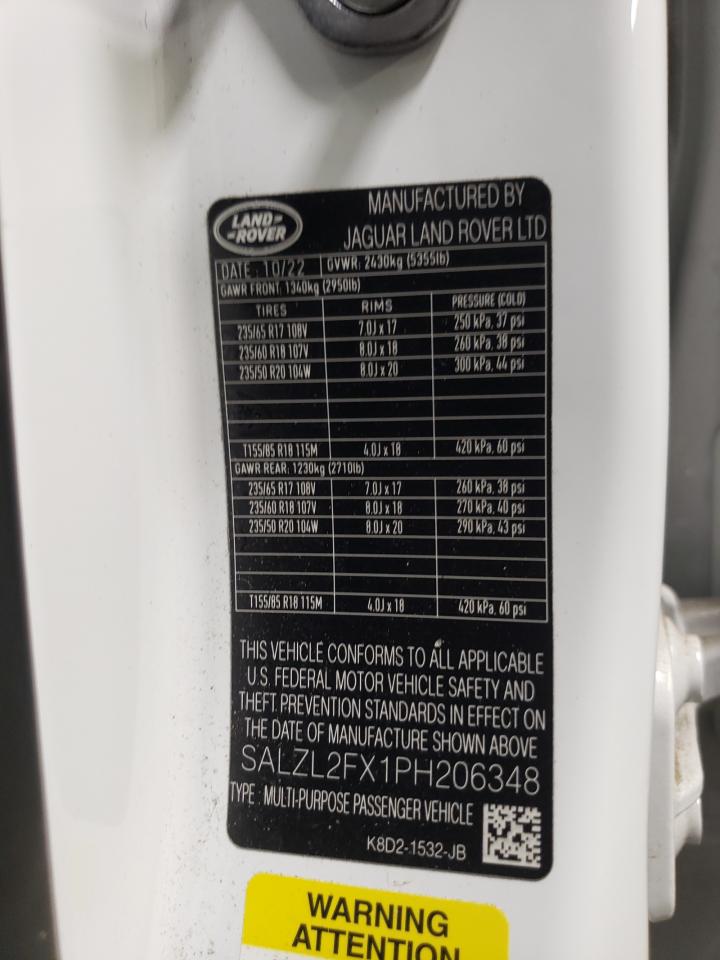 LAND-
-ROVER
MANUFACTURED BY
JAGUAR LAND ROVER LTD
DATE : 10/22 GVWR: 2430kg (5355lb)
GAWR FRONT: 1340kg (2950lb)
TIRES RIMS PRESSURE (COLD)
235/65 R17 108V 7.0J x 17 250 kPa, 37 psi
235/60 R18 107V 8.0J x 18 260 kPa, 38 psi
235/50 R20 104W 8.0J x 20 300 kPa, 44 psi
T155/85 R18 115M 4.0J x 18 420 kPa, 60 psi
GAWR REAR: 1230kg (2710lb)
235/65 R17 108V 7.0J x 17 260 kPa, 38 psi
235/60 R18 107V 8.0J x 18 270 kPa, 40 psi
235/50 R20 104W 8.0J x 20 290 kPa, 43 psi
T155/85 R18 115M 4.0J x 18 420 kPa, 60 psi
THIS VEHICLE CONFORMS TO ALL APPLICABLE
U.S. FEDERAL MOTOR VEHICLE SAFETY AND
THEFT PREVENTION STANDARDS IN EFFECT ON
THE DATE OF MANUFACTURE SHOWN ABOVE
SALZL2FX1PH206348
TYPE : MULTI-PURPOSE PASSENGER VEHICLE
K8D2-1532-JB
WARNING
ATTENTION